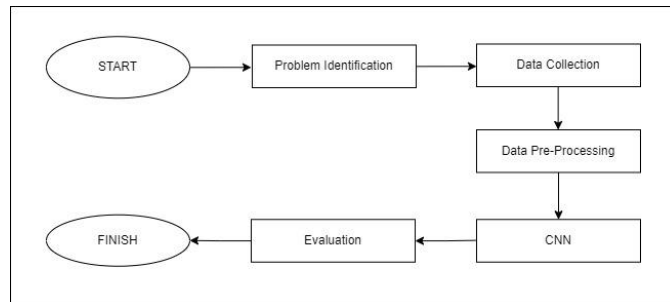 START
Problem Identification
Data Collection
Data Pre-Processing
CNN
Evaluation
FINISH